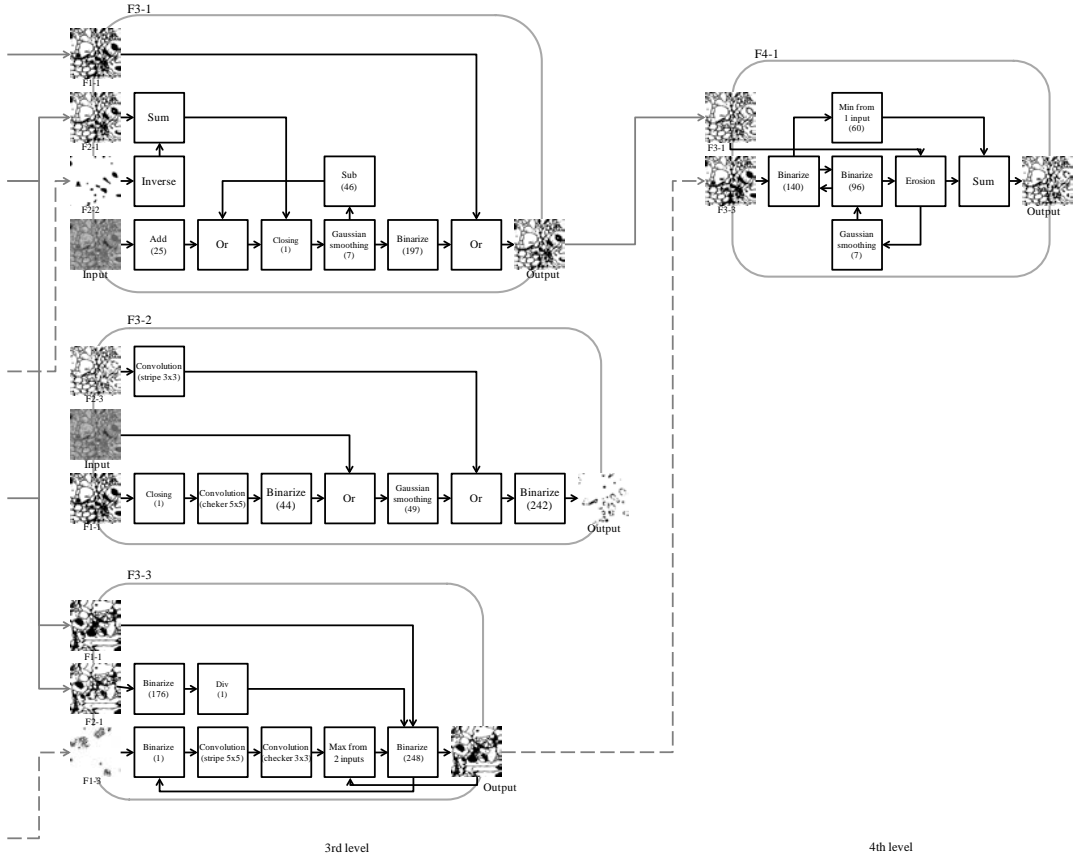 F3-1
F1-1
F2-1
Sum
F2-2
Inverse
Sub
(46)
Input
Add
(25)
Or
Closing
(1)
Gaussian
smoothing
(7)
Binarize
(197)
Or
Output
F3-2
F2-3
Convolution
(stripe 3x3)
Input
F1-1
Closing
(1)
Convolution
(cheker 5x5)
Binarize
(44)
Or
Gaussian
smoothing
(49)
Or
Binarize
(242)
Output
F3-3
F1-1
F2-1
Binarize
(176)
Div
(1)
F1-3
Binarize
(1)
Convolution
(stripe 5x5)
Convolution
(checker 3x3)
Max from
2 inputs
Binarize
(248)
Output
3rd level
F4-1
F3-1
Min from
1 input
(60)
F3-3
Binarize
(140)
Binarize
(96)
Erosion
Sum
Output
Gaussian
smoothing
(7)
4th level